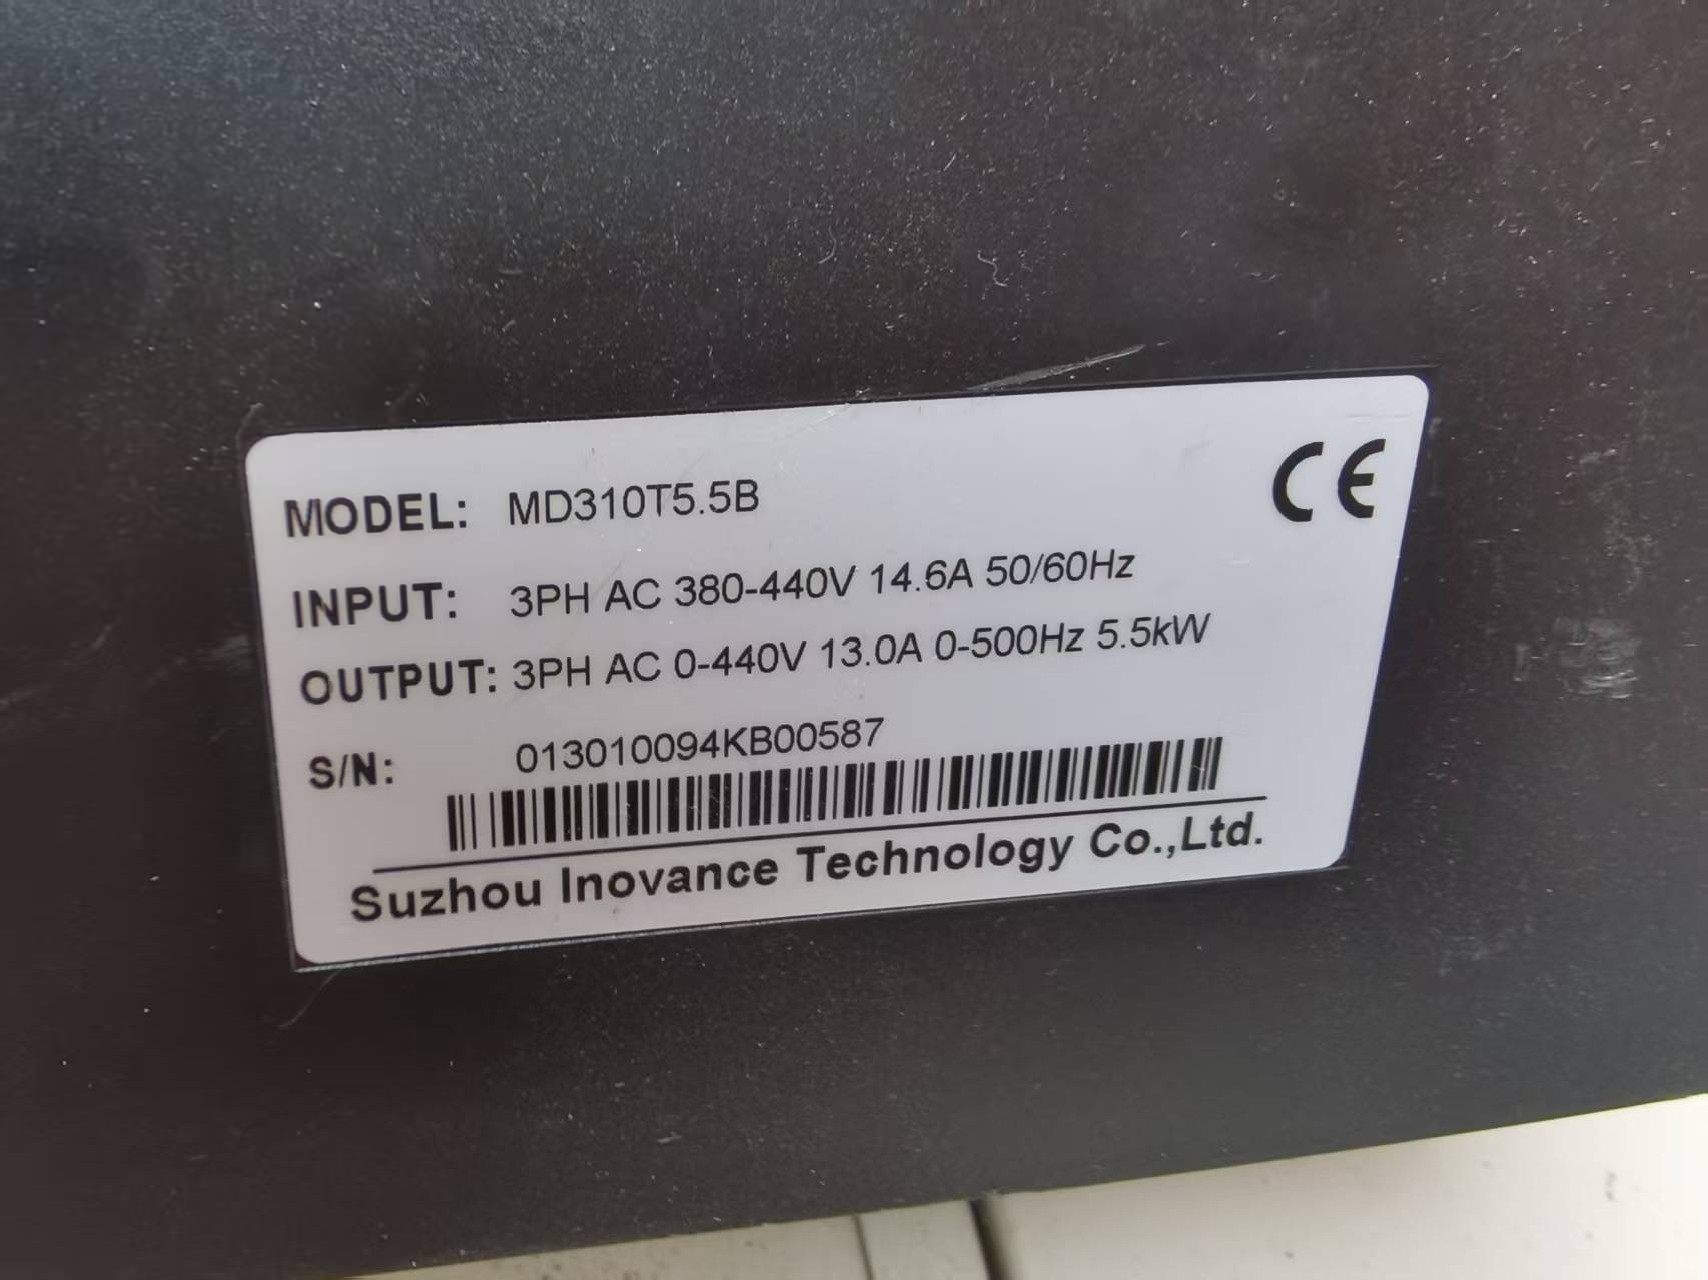 MODEL: MD310T5.5B CE
INPUT: 3PH AC 380-440V 14.6A 50/60Hz
OUTPUT: 3PH AC 0-440V 13.0A 0-500Hz 5.5kW
S/N: 013010094KB00587
Suzhou Inovance Technology Co.,Ltd.